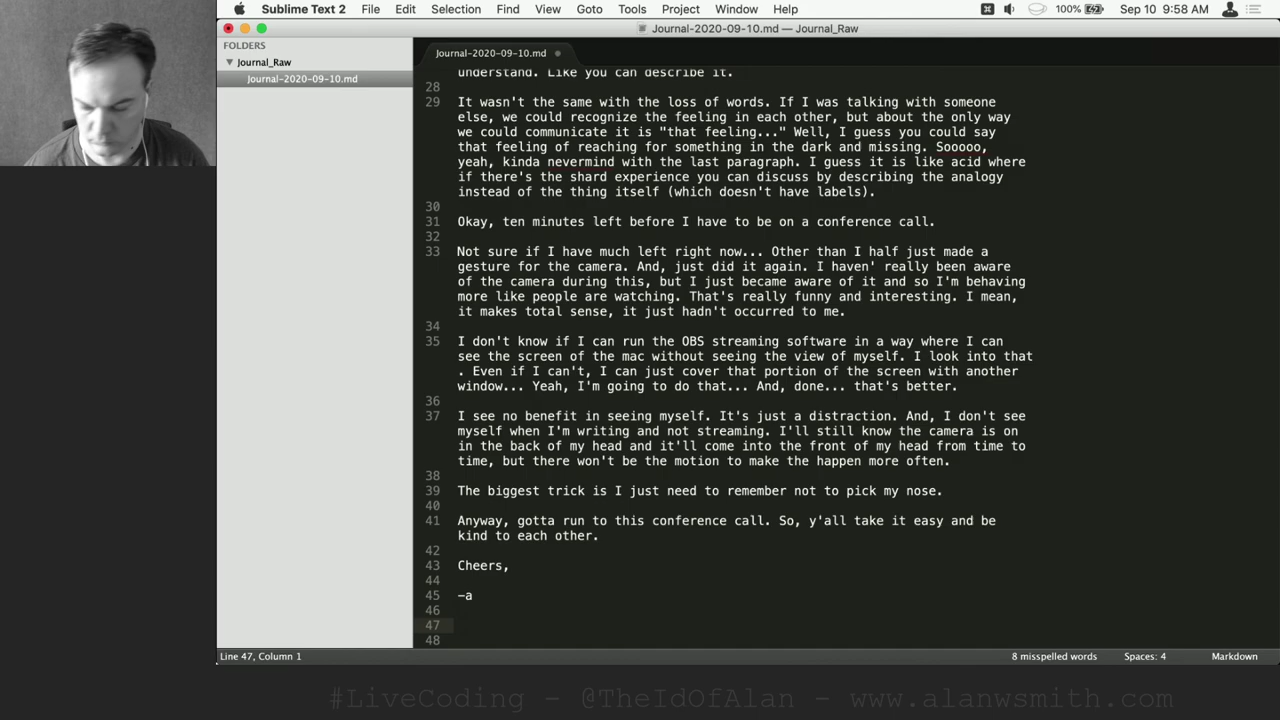 Sublime Text 2 File Edit Selection Find View Goto Tools Project Window Help 100% Sep 10 9:58 AM
Journal-2020-09-10.md — Journal_Raw
FOLDERS
Journal_Raw
Journal-2020-09-10.md
Journal-2020-09-10.md
understand. Like you can describe it.
28
29 It wasn't the same with the loss of words. If I was talking with someone
else, we could recognize the feeling in each other, but about the only way
we could communicate it is "that feeling..." Well, I guess you could say
that feeling of reaching for something in the dark and missing. Sooooo,
yeah, kinda nevermind with the last paragraph. I guess it is like acid where
if there's the shard experience you can discuss by describing the analogy
instead of the thing itself (which doesn't have labels).
30
31 Okay, ten minutes left before I have to be on a conference call.
32
33 Not sure if I have much left right now... Other than I half just made a
gesture for the camera. And, just did it again. I haven' really been aware
of the camera during this, but I just became aware of it and so I'm behaving
more like people are watching. That's really funny and interesting. I mean,
it makes total sense, it just hadn't occurred to me.
34
35 I don't know if I can run the OBS streaming software in a way where I can
see the screen of the mac without seeing the view of myself. I look into that
. Even if I can't, I can just cover that portion of the screen with another
window... Yeah, I'm going to do that... And, done... that's better.
36
37 I see no benefit in seeing myself. It's just a distraction. And, I don't see
myself when I'm writing and not streaming. I'll still know the camera is on
in the back of my head and it'll come into the front of my head from time to
time, but there won't be the motion to make the happen more often.
38
39 The biggest trick is I just need to remember not to pick my nose.
40
41 Anyway, gotta run to this conference call. So, y'all take it easy and be
kind to each other.
42
43 Cheers,
44
45 -a
46
47
48
Line 47, Column 1 8 misspelled words Spaces: 4 Markdown
#LiveCoding - @TheIdOfAlan - www.alanwsmith.com